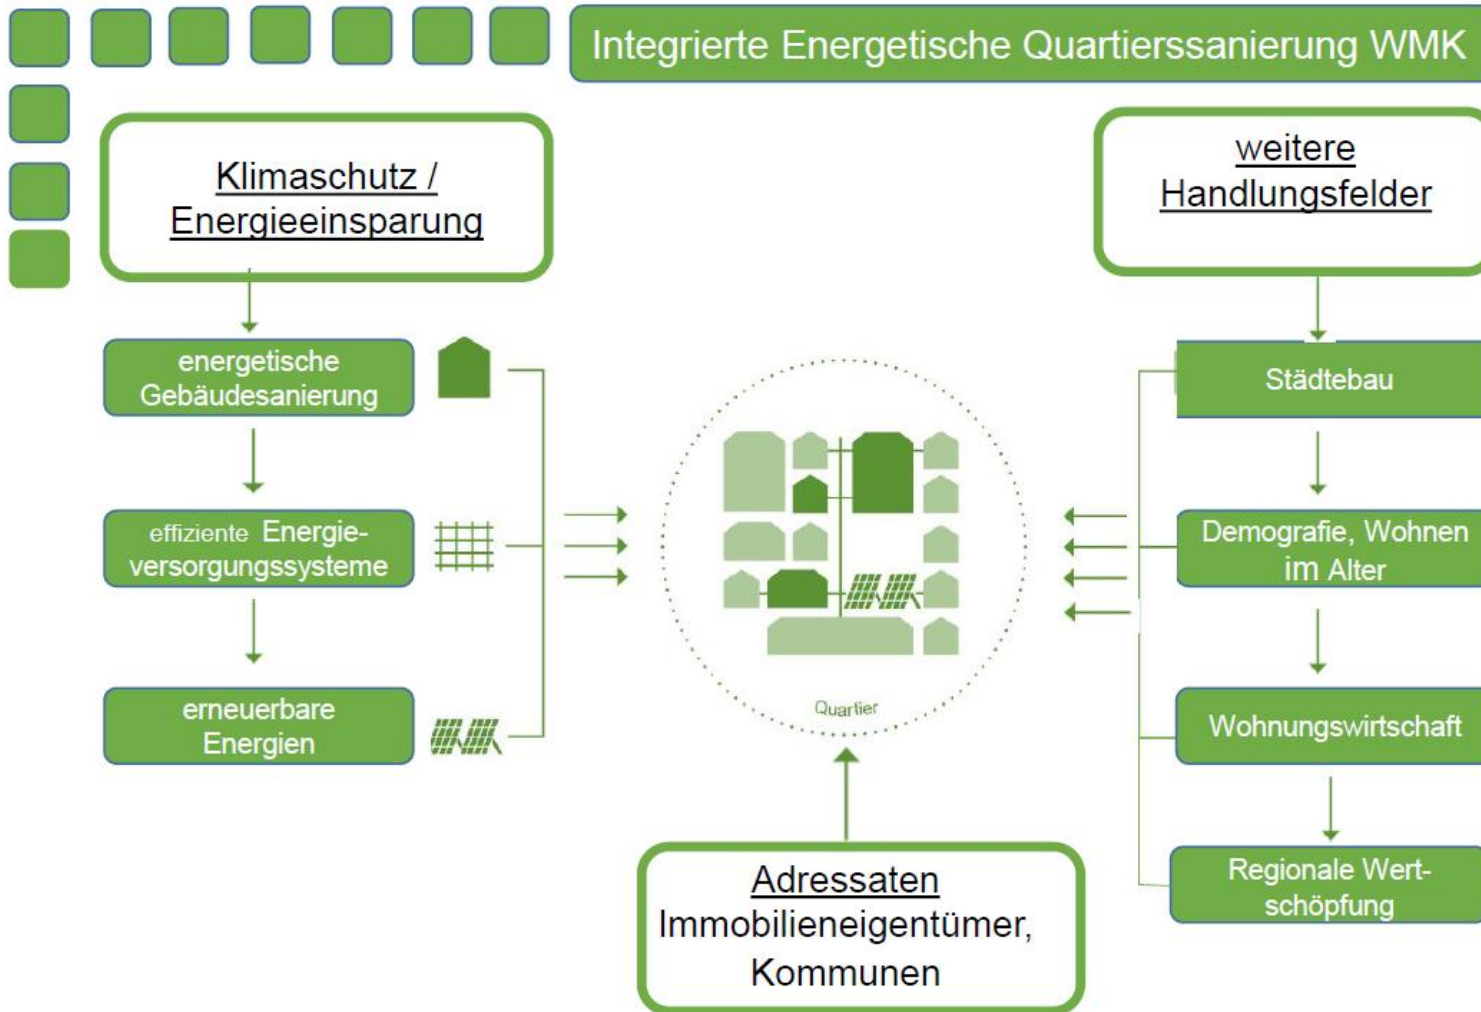 Integrierte Energetische Quartierssanierung WMK
Klimaschutz /
Energieeinsparung
energetische
Gebäudesanierung
effiziente Energie-
versorgungssysteme
erneuerbare
Energien
Quartier
Adressaten
Immobilieneigentümer,
Kommunen
weitere
Handlungsfelder
Städtebau
Demografie, Wohnen
im Alter
Wohnungswirtschaft
Regionale Wert-
schöpfung